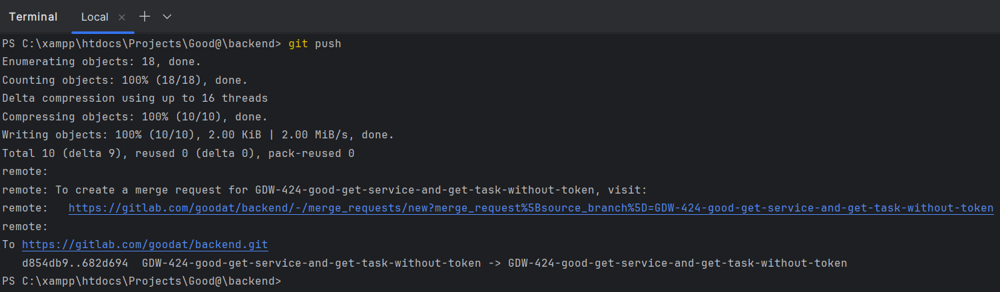 Terminal Local
PS C:\xampp\htdocs\Projects\Good@\backend> git push
Enumerating objects: 18, done.
Counting objects: 100% (18/18), done.
Delta compression using up to 16 threads
Compressing objects: 100% (10/10), done.
Writing objects: 100% (10/10), 2.00 KiB | 2.00 MiB/s, done.
Total 10 (delta 9), reused 0 (delta 0), pack-reused 0
remote:
remote: To create a merge request for GDW-424-good-get-service-and-get-task-without-token, visit:
remote:   https://gitlab.com/goodat/backend/-/merge_requests/new?merge_request%5Bsource_branch%5D=GDW-424-good-get-service-and-get-task-without-token
remote:
To https://gitlab.com/goodat/backend.git
   d854db9..682d694  GDW-424-good-get-service-and-get-task-without-token -> GDW-424-good-get-service-and-get-task-without-token
PS C:\xampp\htdocs\Projects\Good@\backend>